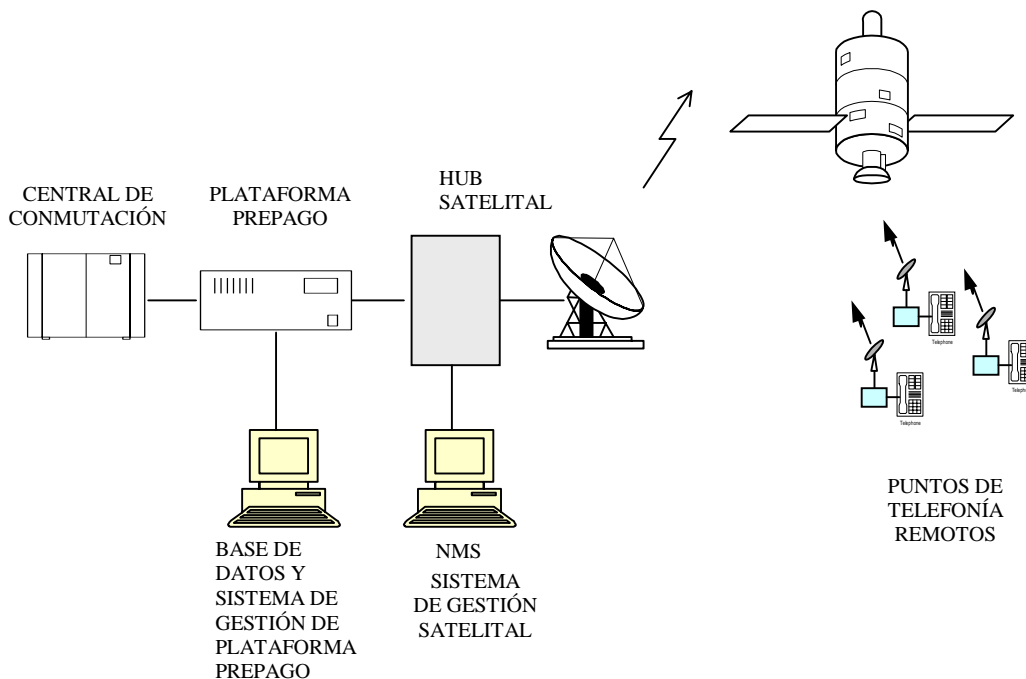 CENTRAL DE
CONMUTACIÓN
PLATAFORMA
PREPAGO
HUB
SATELITAL
Telephone
Telephone
Telepho
PUNTOS DE
TELEFONÍA
REMOTOS
BASE DE
DATOS Y
SISTEMA DE
GESTIÓN DE
PLATAFORMA
PREPAGO
NMS
SISTEMA
DE GESTIÓN
SATELITAL